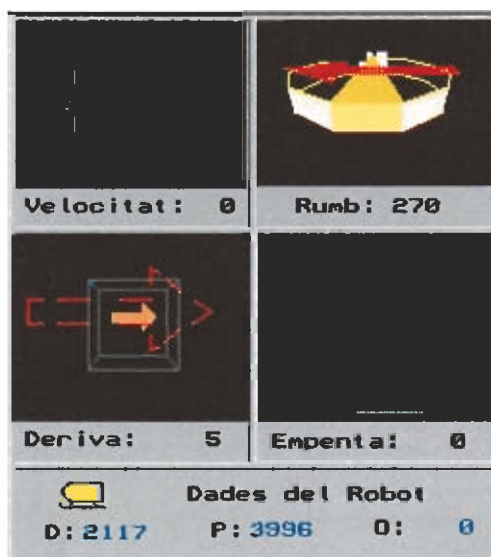 Velocitat: 0
Rumb: 270
Deriva: 5
Empenta: 0
Dades del Robot
D: 2117 P: 3996 O: 0